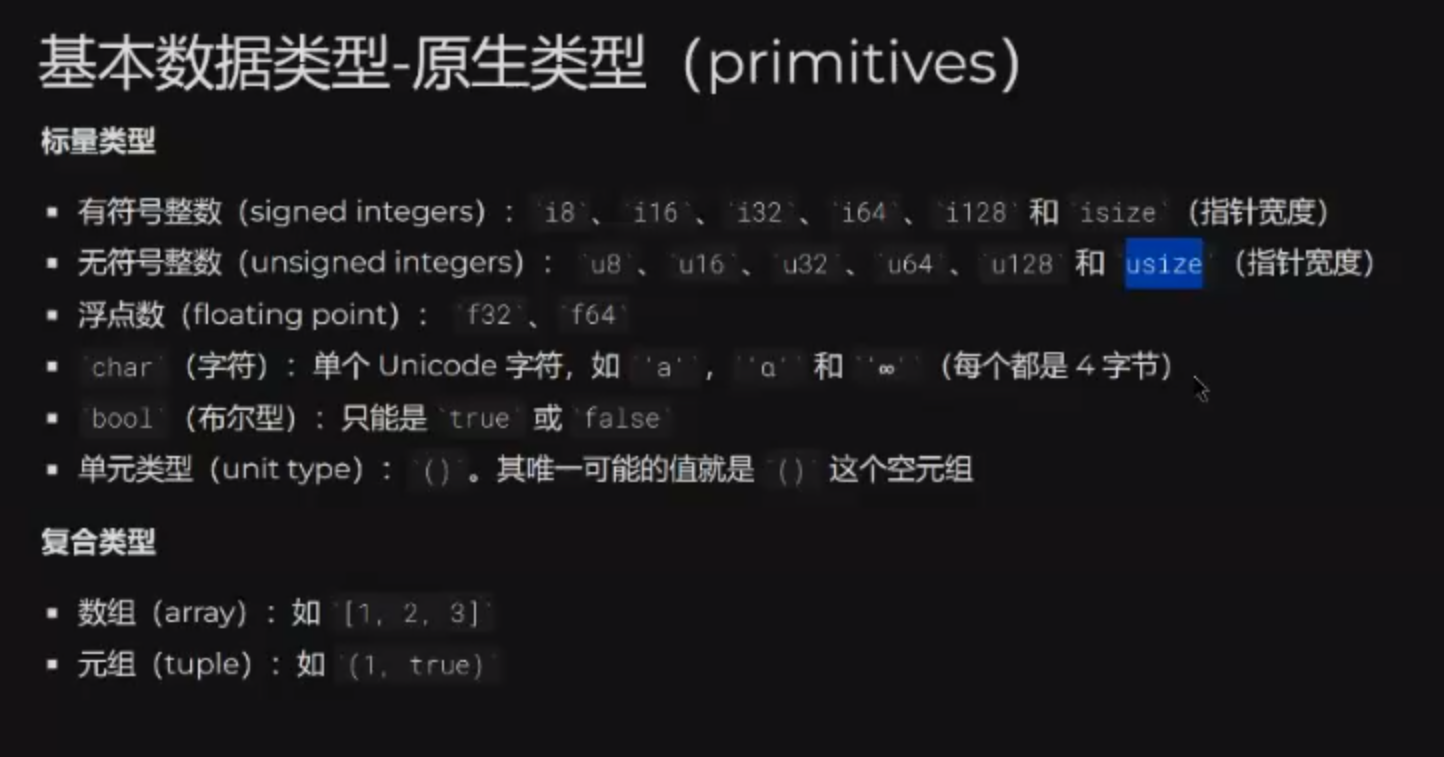 基本数据类型-原生类型（primitives）
标量类型
▪ 有符号整数（signed integers）： `i8`、`i16`、`i32`、`i64`、`i128` 和 `isize`（指针宽度）
▪ 无符号整数（unsigned integers）： `u8`、`u16`、`u32`、`u64`、`u128` 和 `usize`（指针宽度）
▪ 浮点数（floating point）： `f32`、`f64`
▪ `char`（字符）：单个 Unicode 字符，如 `'a'`，`'α'` 和 `'∞'`（每个都是 4 字节）
▪ `bool`（布尔型）：只能是 `true` 或 `false`
▪ 单元类型（unit type）： `()`。其唯一可能的值就是 `()` 这个空元组
复合类型
▪ 数组（array）：如 `[1, 2, 3]`
▪ 元组（tuple）：如 `(1, true)`